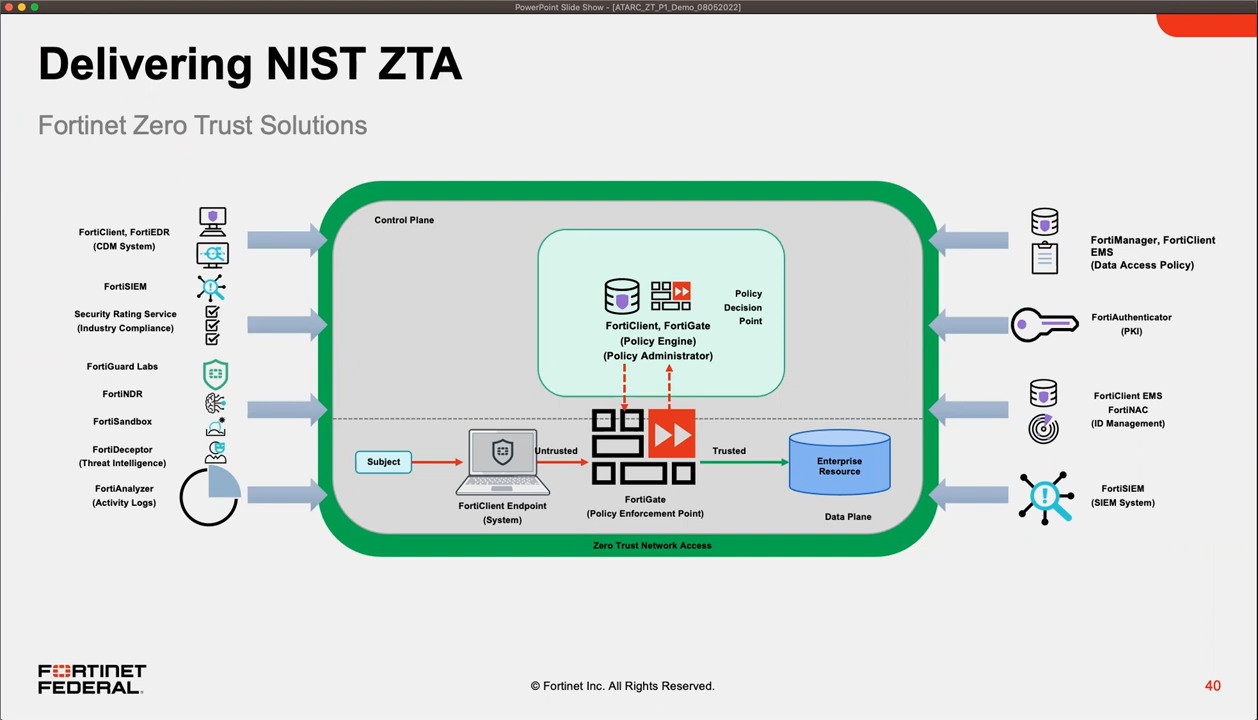 PowerPoint Slide Show - [ATARC_ZT_P1_Demo_08052022]
Delivering NIST ZTA
Fortinet Zero Trust Solutions
FortiClient, FortiEDR
(CDM System)
FortiSIEM
Security Rating Service
(Industry Compliance)
FortiGuard Labs
FortiNDR
FortiSandbox
FortiDeceptor
(Threat Intelligence)
FortiAnalyzer
(Activity Logs)
Control Plane
Policy
Decision
Point
FortiClient, FortiGate
(Policy Engine)
(Policy Administrator)
Subject
Untrusted
Trusted
Enterprise
Resource
FortiClient Endpoint
(System)
FortiGate
(Policy Enforcement Point)
Data Plane
Zero Trust Network Access
FortiManager, FortiClient
EMS
(Data Access Policy)
FortiAuthenticator
(PKI)
FortiClient EMS
FortiNAC
(ID Management)
FortiSIEM
(SIEM System)
FORTINET
FEDERAL
© Fortinet Inc. All Rights Reserved.
40